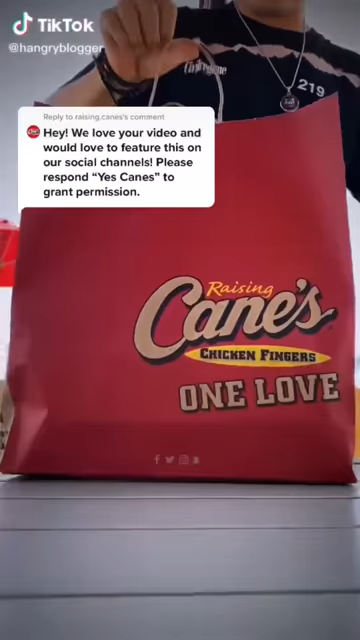 TikTok
@hangryblogger
219
Reply to raising.canes's comment
Hey! We love your video and
would love to feature this on
our social channels! Please
respond “Yes Canes” to
grant permission.
Raising
Cane's
CHICKEN FINGERS
ONE LOVE